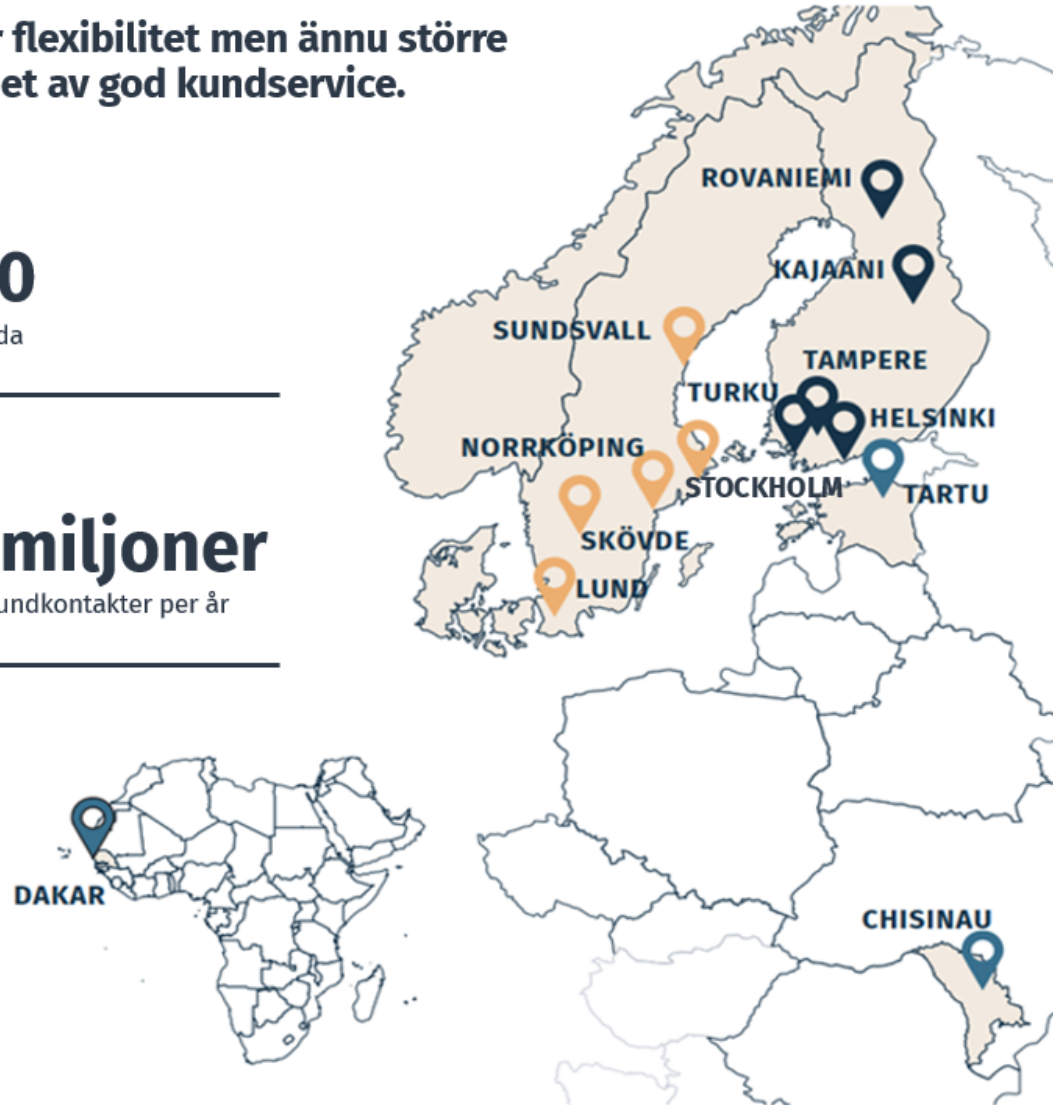 r flexibilitet men ännu större
et av god kundservice.
0
da
miljoner
undkontakter per år
ROVANIEMI
KAJAANI
SUNDSVALL
TAMPERE
TURKU
HELSINKI
NORRKÖPING
STOCKHOLM
TARTU
SKÖVDE
LUND
DAKAR
CHISINAU